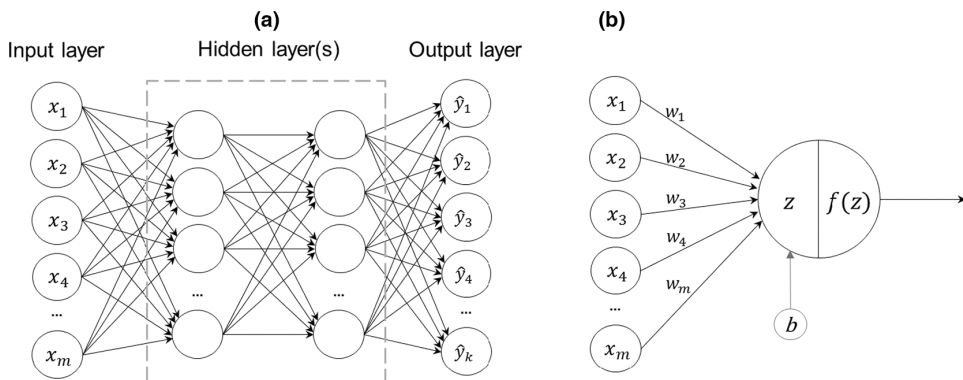 (a)
Input layer
Hidden layer(s)
Output layer
x₁
x₂
x₃
x₄
...
xₘ
...
...
ŷ₁
ŷ₂
ŷ₃
ŷ₄
...
ŷₖ
(b)
x₁
x₂
x₃
x₄
...
xₘ
w₁
w₂
w₃
w₄
wₘ
z
f(z)
b